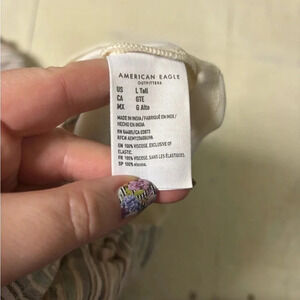 AMERICAN EAGLE
OUTFITTERS
US L Tall
CA GTE
MX G Alto
MADE IN INDIA/FABRIQUÉ EN INDE/
HECHO EN INDIA
EN 100% VISCOSE, EXCLUSIVE OF
ELASTIC.
FR 100% VISCOSE, SANS LES ÉLASTIQUES.
SP 100% viscosa.